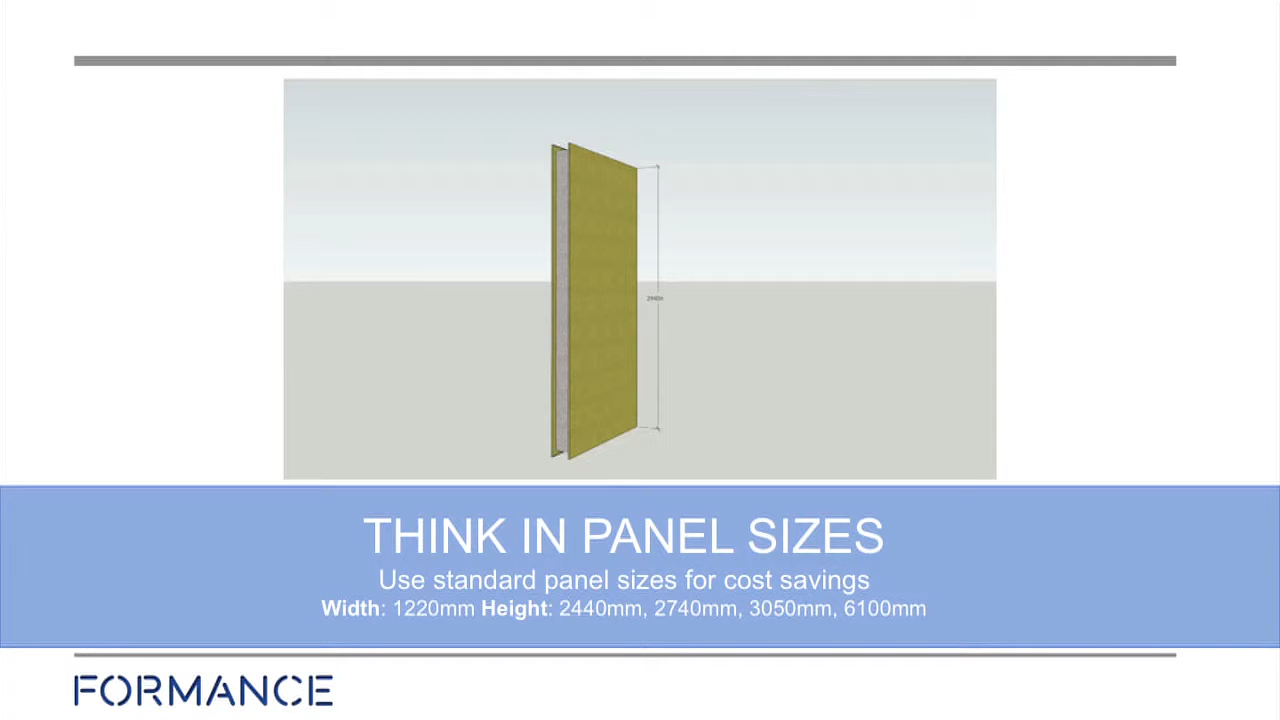 THINK IN PANEL SIZES
Use standard panel sizes for cost savings
Width: 1220mm Height: 2440mm, 2740mm, 3050mm, 6100mm
FORMANCE